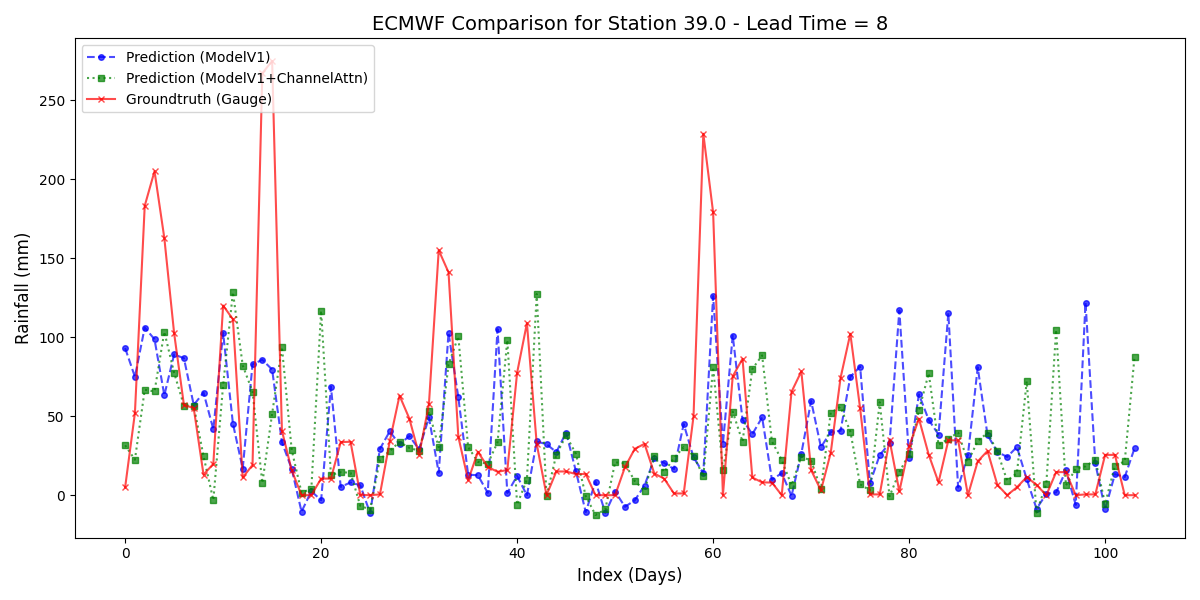 ECMWF Comparison for Station 39.0 - Lead Time = 8
Prediction (ModelV1)
Prediction (ModelV1+ChannelAttn)
Groundtruth (Gauge)
Rainfall (mm)
250
200
150
100
50
0
0 20 40 60 80 100
Index (Days)